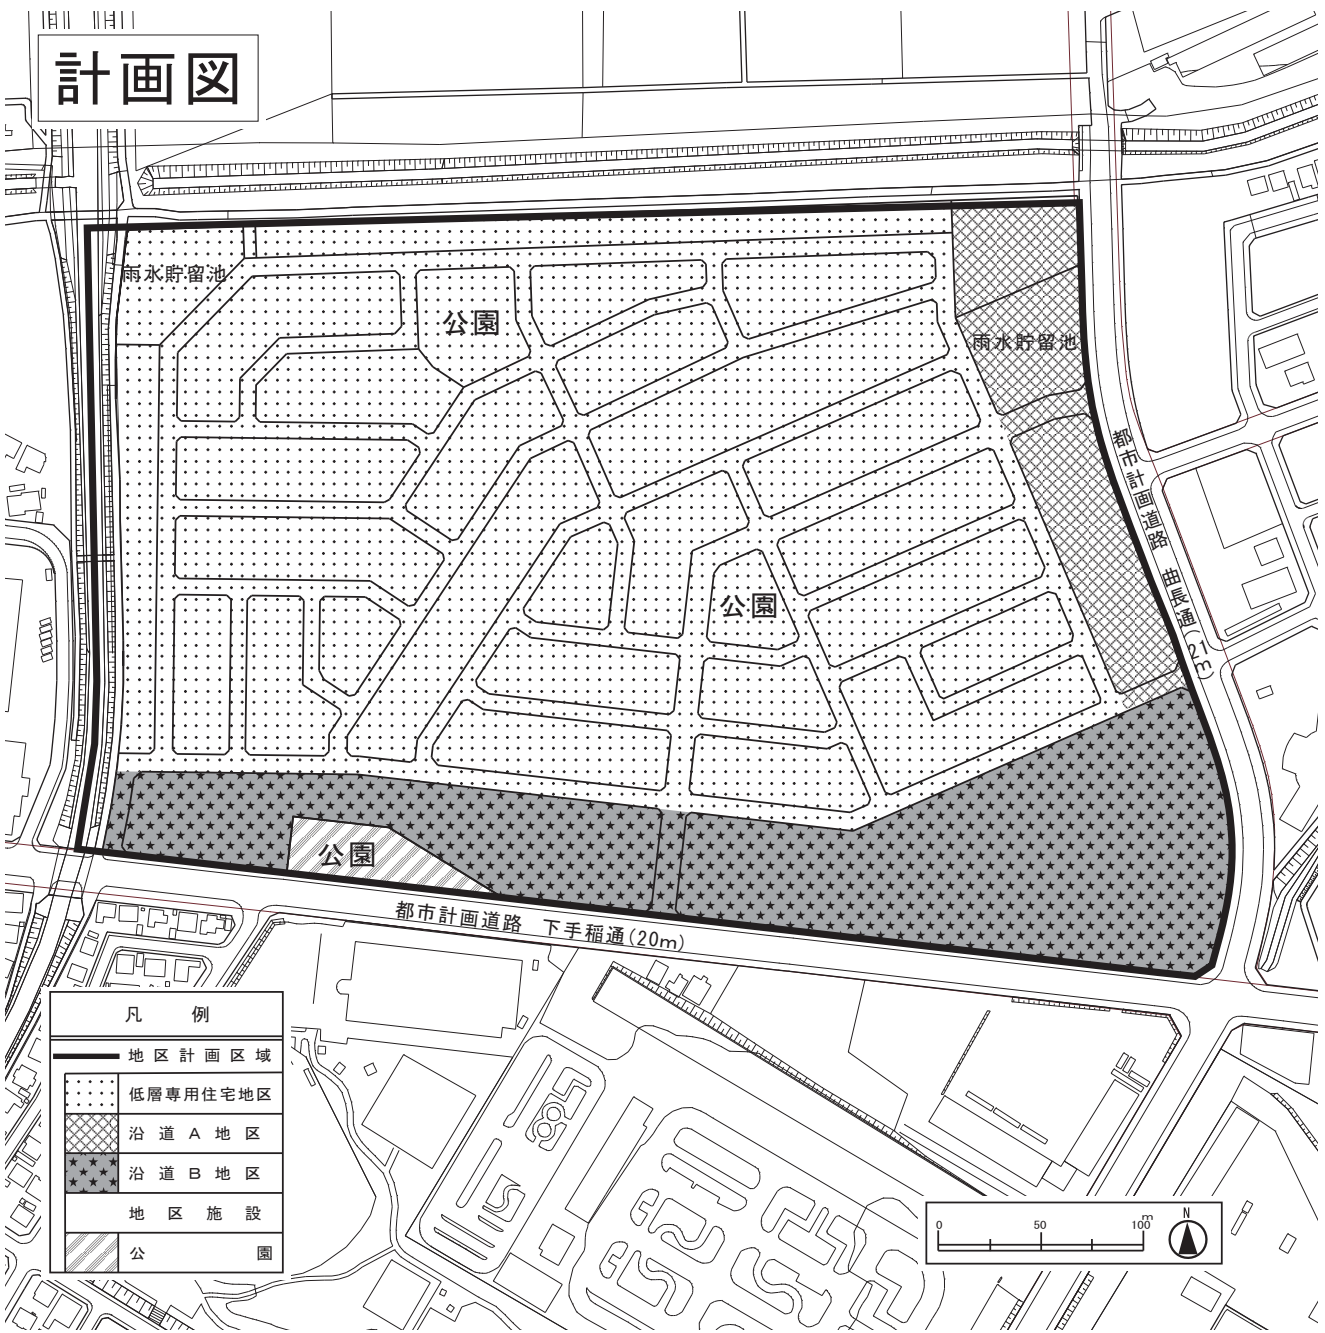 計画図
雨水貯留池
公園
雨水貯留池
都市計画道路 曲長通(21m)
公園
公園
都市計画道路 下手稲通(20m)
凡例
地区計画区域
低層専用住宅地区
沿道A地区
沿道B地区
地区施設
公園
0 50 100m
N